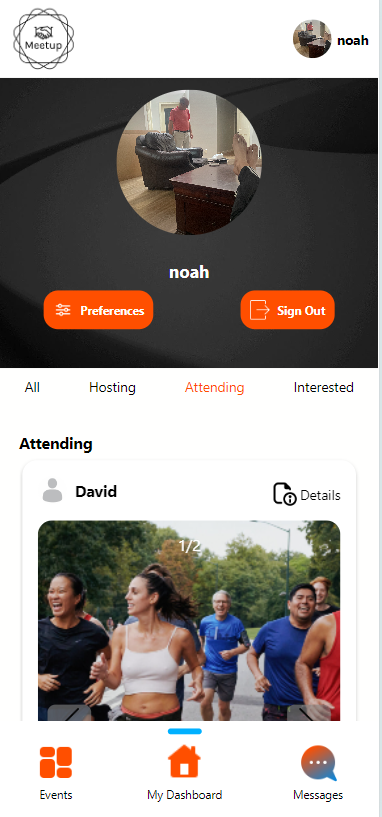 Meetup
noah
noah
Preferences
Sign Out
All
Hosting
Attending
Interested
Attending
David
Details
1/2
Events
My Dashboard
Messages